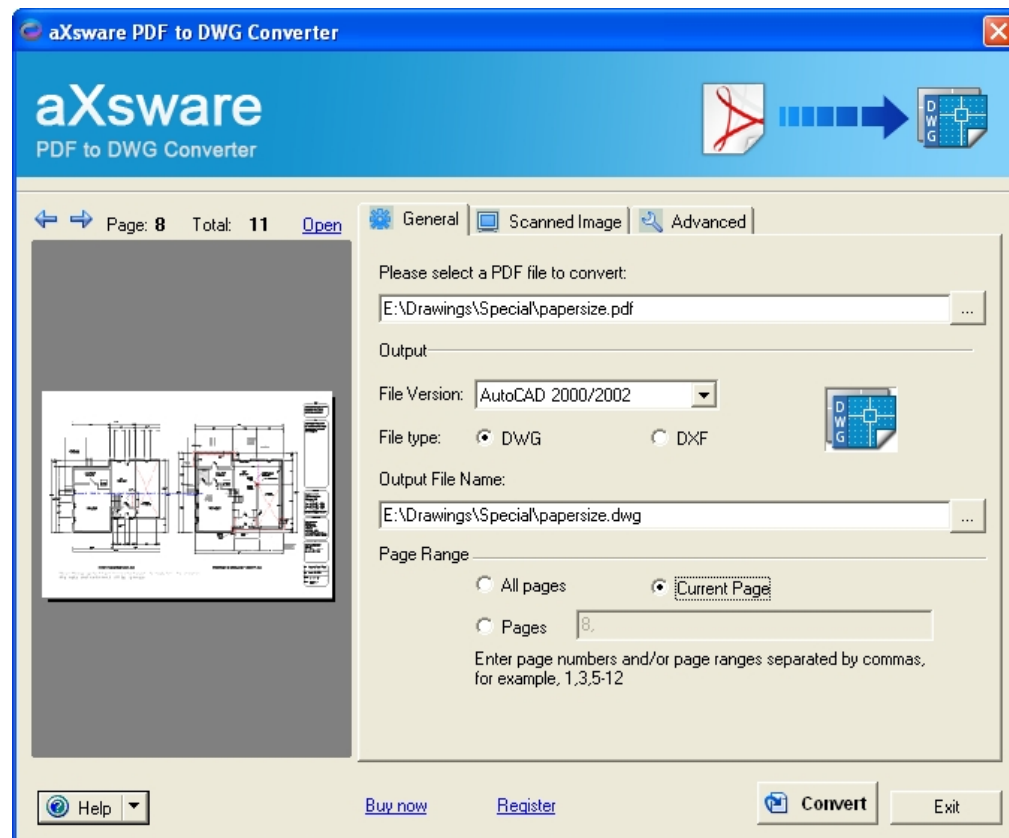 aXsware PDF to DWG Converter
aXsware
PDF to DWG Converter
DWG
Page: 8 Total: 11 Open
General Scanned Image Advanced
Please select a PDF file to convert:
E:\Drawings\Special\papersize.pdf ...
Output
File Version: AutoCAD 2000/2002
DWG
File type: DWG DXF
Output File Name:
E:\Drawings\Special\papersize.dwg ...
Page Range
All pages Current Page
Pages 8,
Enter page numbers and/or page ranges separated by commas,
for example, 1,3,5-12
Help Buy now Register Convert Exit